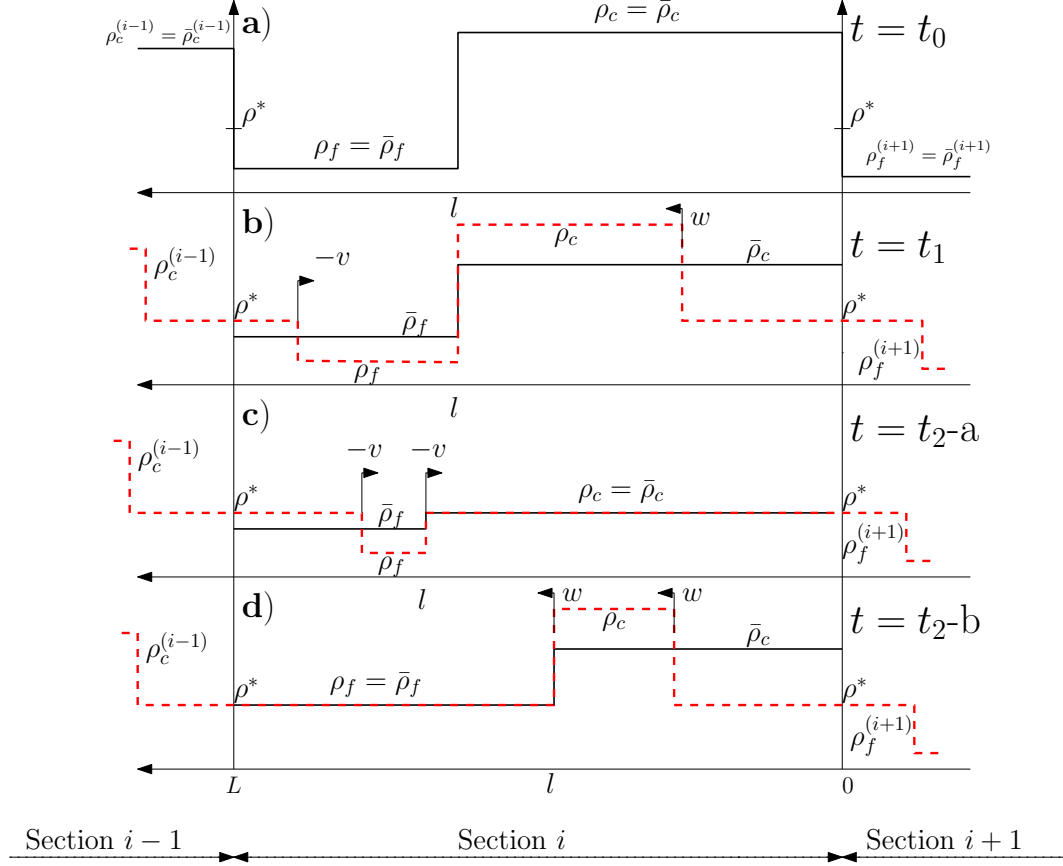 a) ρ_c = ρ̄_c t = t_0
ρ_c^{(i−1)} = ρ̄_c^{(i−1)}
ρ* ρ*
ρ_f = ρ̄_f ρ_f^{(i+1)} = ρ̄_f^{(i+1)}
b) l w
ρ_c^{(i−1)} −v ρ_c ρ̄_c t = t_1
ρ* ρ̄_f ρ*
ρ_f ρ_f^{(i+1)}
c) l t = t_2-a
ρ_c^{(i−1)} −v −v
ρ* ρ̄_f ρ_c = ρ̄_c ρ*
ρ_f ρ_f^{(i+1)}
d) l w w t = t_2-b
ρ_c^{(i−1)} ρ_c ρ̄_c
ρ* ρ_f = ρ̄_f ρ*
ρ_f^{(i+1)}
L l 0
Section i − 1 Section i Section i + 1